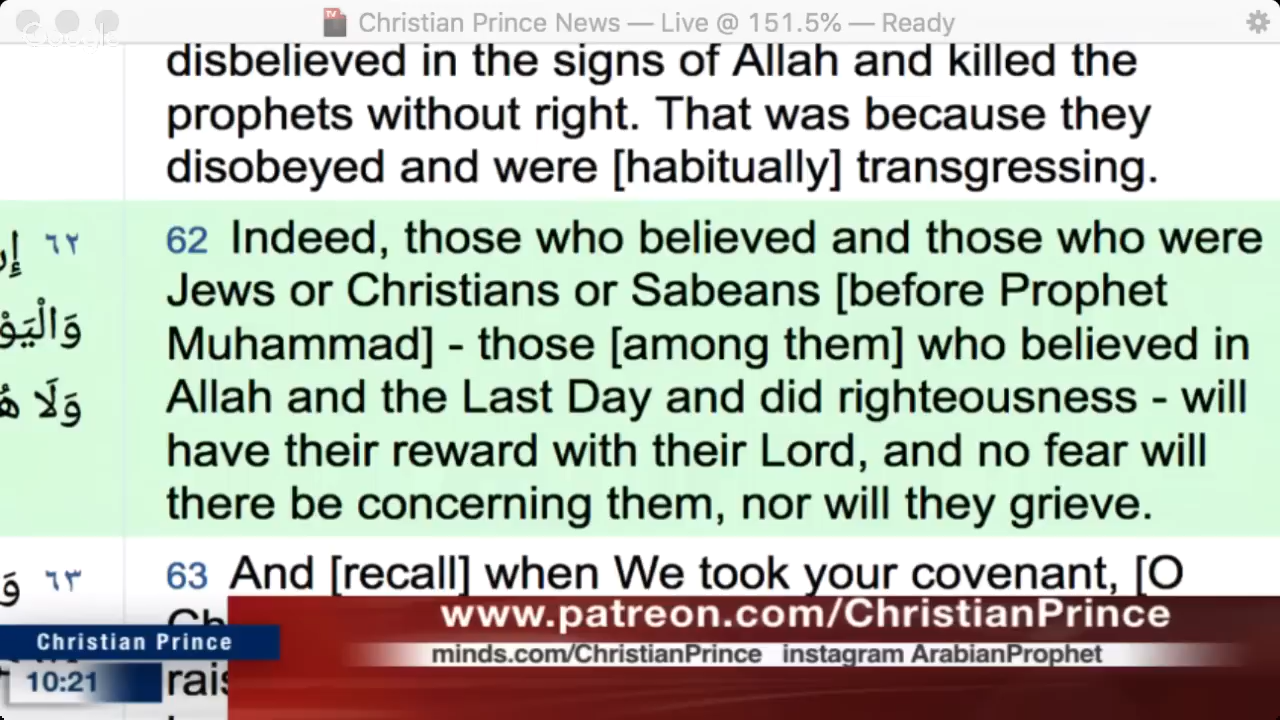 Christian Prince News — Live @ 151.5% — Ready
Google
disbelieved in the signs of Allah and killed the
prophets without right. That was because they
disobeyed and were [habitually] transgressing.
٦٢
62 Indeed, those who believed and those who were
Jews or Christians or Sabeans [before Prophet
Muhammad] - those [among them] who believed in
Allah and the Last Day and did righteousness - will
have their reward with their Lord, and no fear will
there be concerning them, nor will they grieve.
وَلَا
٦٣
63 And [recall] when We took your covenant, [O
www.patreon.com/ChristianPrince
Christian Prince
minds.com/ChristianPrince instagram ArabianProphet
10:21